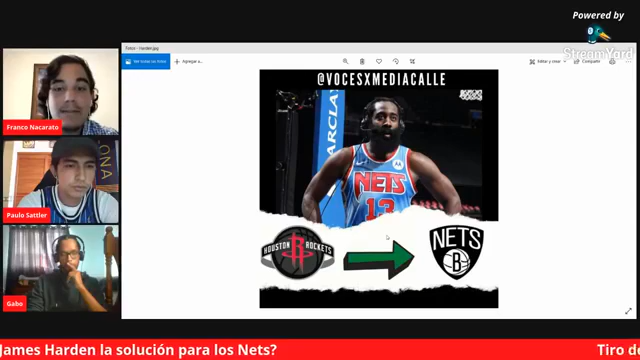 Powered by
StreamYard
Fotos - harden.jpg
Ver todas las fotos
Agregar a...
Editar y crear
Compartir
@VOCESXMEDIACALLE
BARCLAY
NETS
13
HOUSTON ROCKETS
R
NETS
B
Franco Nacarato
Paulo Sattler
Gabo
James Harden la solución para los Nets?
Tiro de